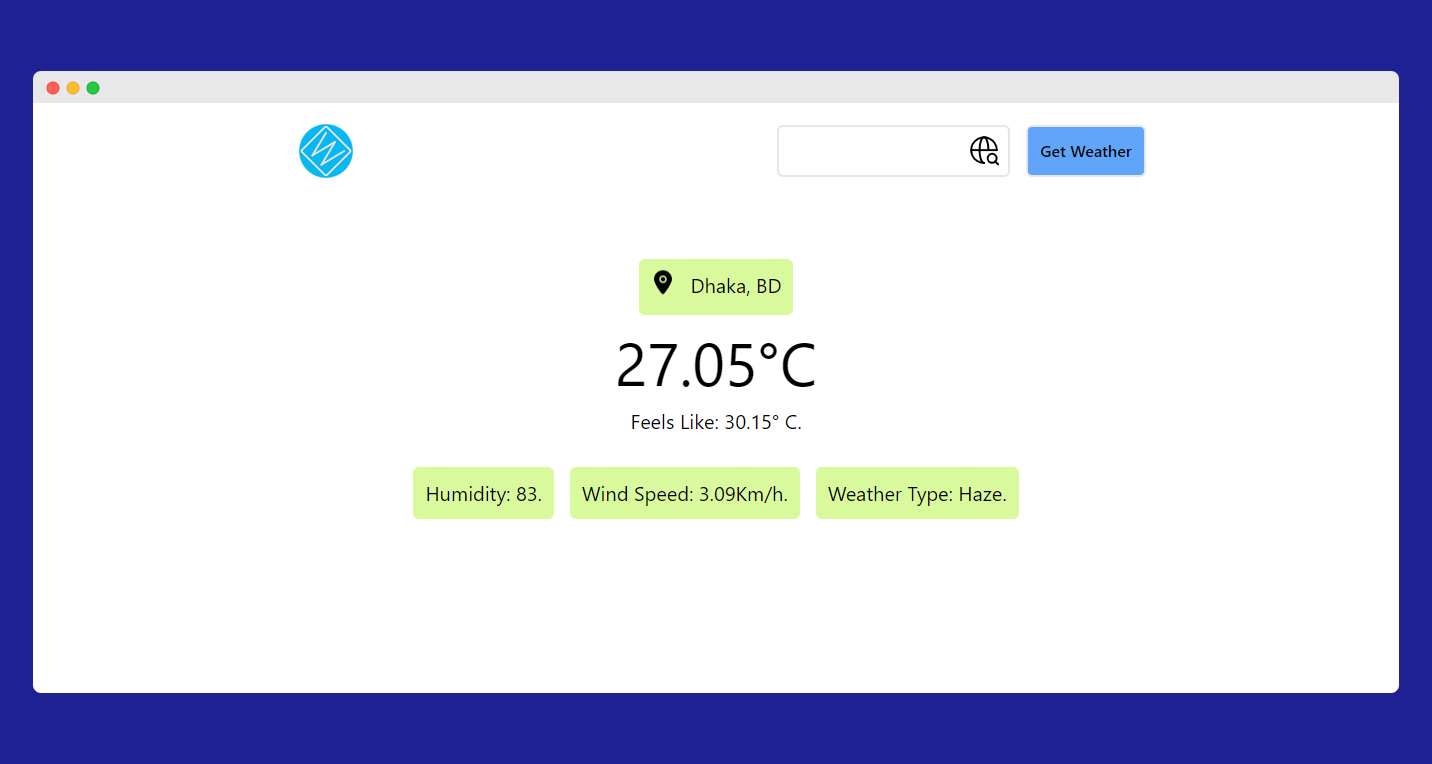 Get Weather
Dhaka, BD
27.05°C
Feels Like: 30.15° C.
Humidity: 83. Wind Speed: 3.09Km/h. Weather Type: Haze.